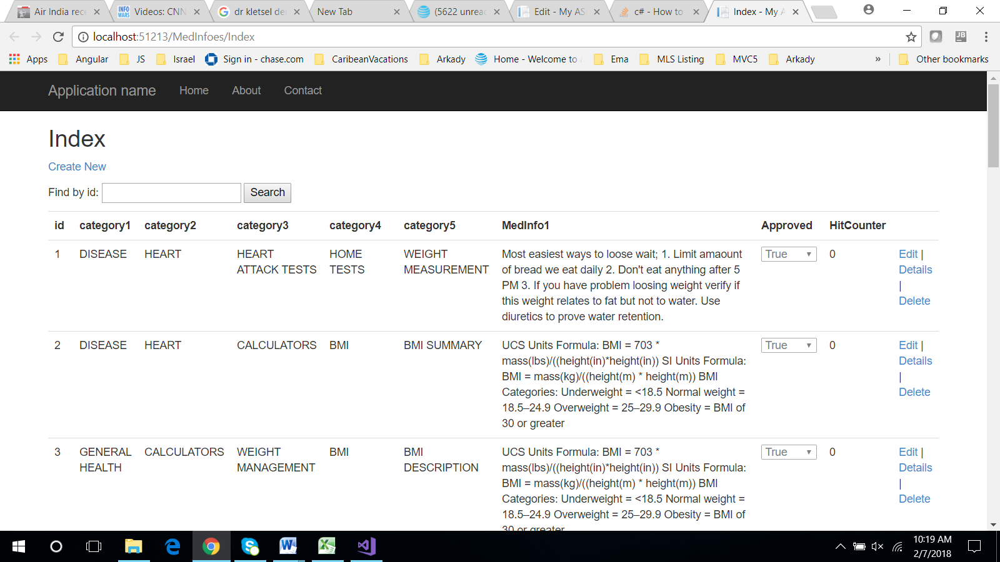 Air India rece
Videos: CNN
dr kletsel der
New Tab
(5622 unrea
Edit - My AS
c# - How to
Index - My A
localhost:51213/MedInfoes/Index
Apps Angular JS Israel Sign in - chase.com CaribeanVacations Arkady Home - Welcome to Ema MLS Listing MVC5 Arkady » Other bookmarks
Application name Home About Contact
Index
Create New
Find by id: Search
id category1 category2 category3 category4 category5 MedInfo1 Approved HitCounter
1 DISEASE HEART HEART HOME WEIGHT Most easiest ways to loose wait; 1. Limit amaount True 0 Edit |
ATTACK TESTS TESTS MEASUREMENT of bread we eat daily 2. Don't eat anything after 5 Details
PM 3. If you have problem loosing weight verify if |
this weight relates to fat but not to water. Use Delete
diuretics to prove water retention.
2 DISEASE HEART CALCULATORS BMI BMI SUMMARY UCS Units Formula: BMI = 703 * True 0 Edit |
mass(lbs)/((height(in)*height(in)) SI Units Formula: Details
BMI = mass(kg)/((height(m) * height(m)) BMI |
Categories: Underweight = <18.5 Normal weight = Delete
18.5–24.9 Overweight = 25–29.9 Obesity = BMI of
30 or greater
3 GENERAL CALCULATORS WEIGHT BMI BMI UCS Units Formula: BMI = 703 * True 0 Edit |
HEALTH MANAGEMENT DESCRIPTION mass(lbs)/((height(in)*height(in)) SI Units Formula: Details
BMI = mass(kg)/((height(m) * height(m)) BMI |
Categories: Underweight = <18.5 Normal weight = Delete
18.5–24.9 Overweight = 25–29.9 Obesity = BMI of
30 or greater
10:19 AM
2/7/2018